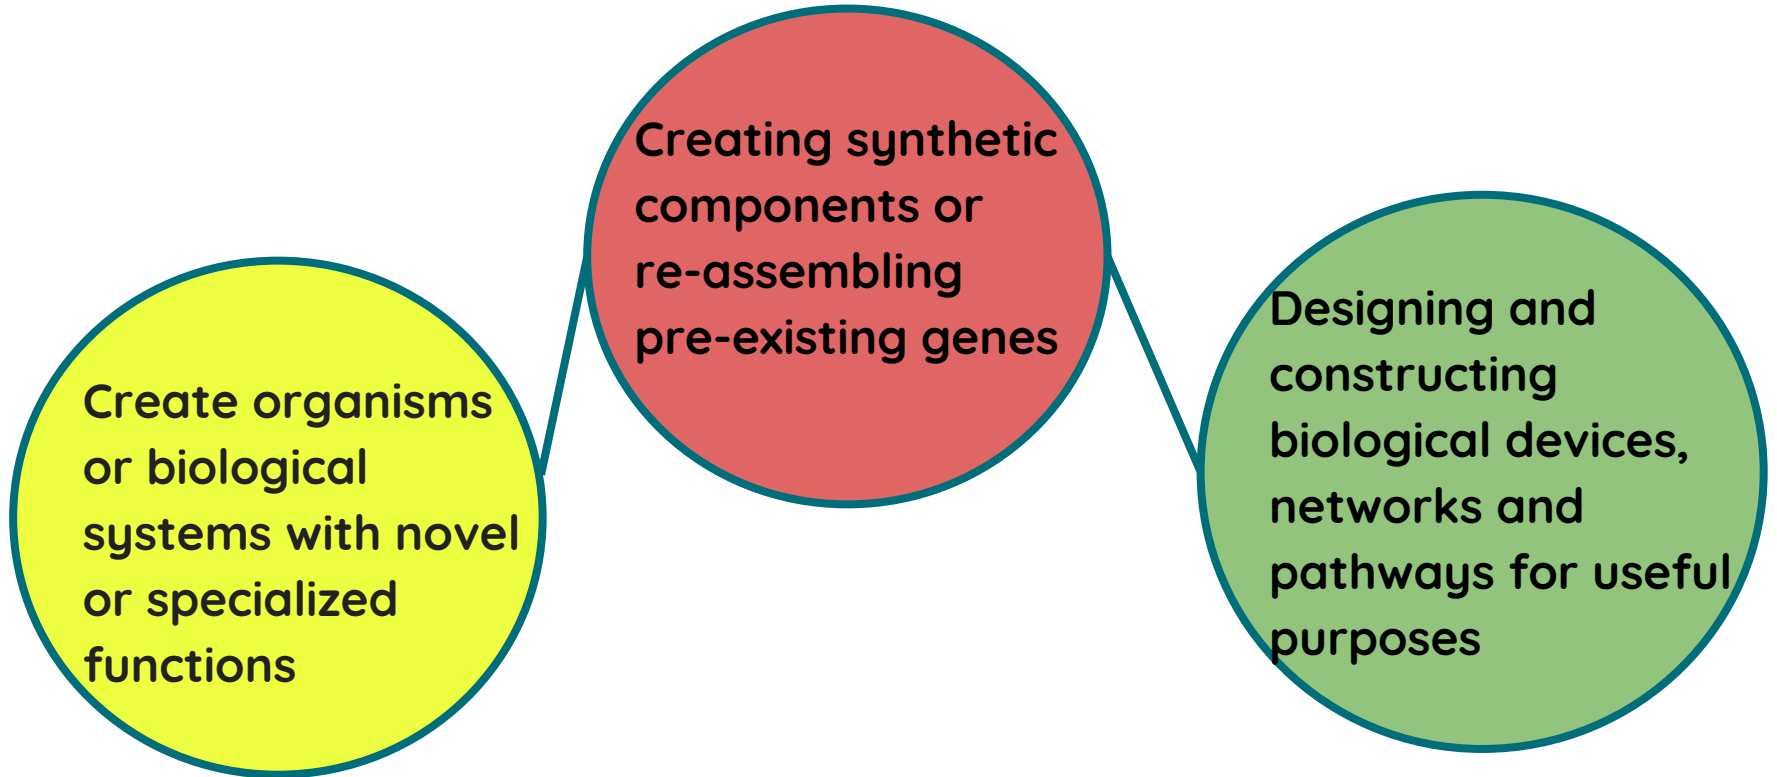 Create organisms
or biological
systems with novel
or specialized
functions
Creating synthetic
components or
re-assembling
pre-existing genes
Designing and
constructing
biological devices,
networks and
pathways for useful
purposes